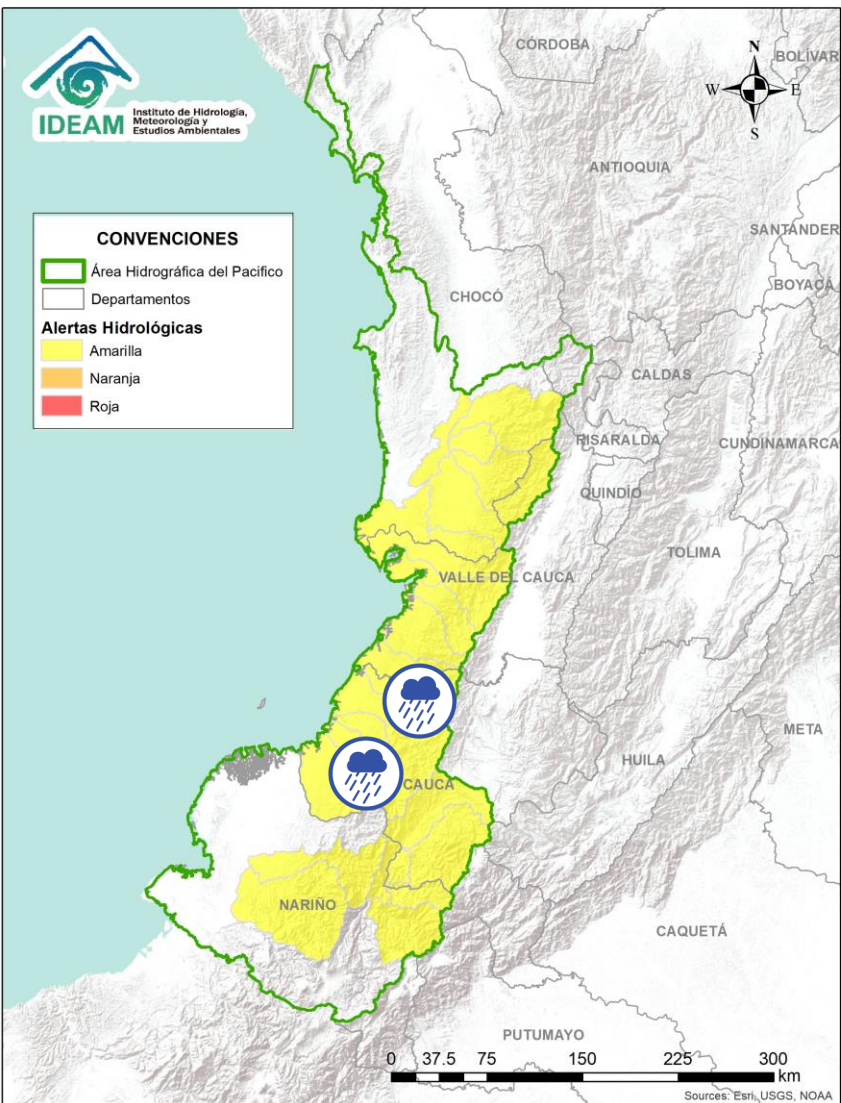 IDEAM
Instituto de Hidrología,
Meteorología y
Estudios Ambientales
CONVENCIONES
Área Hidrográfica del Pacifico
Departamentos
Alertas Hidrológicas
Amarilla
Naranja
Roja
N
W
E
S
CÓRDOBA
BOLÍVAR
ANTIOQUIA
SANTANDER
BOYACÁ
CHOCÓ
CALDAS
RISARALDA
CUNDINAMARCA
QUINDÍO
TOLIMA
VALLE DEL CAUCA
META
HUILA
CAUCA
NARIÑO
CAQUETÁ
PUTUMAYO
0 37.5 75 150 225 300
km
Sources: Esri, USGS, NOAA